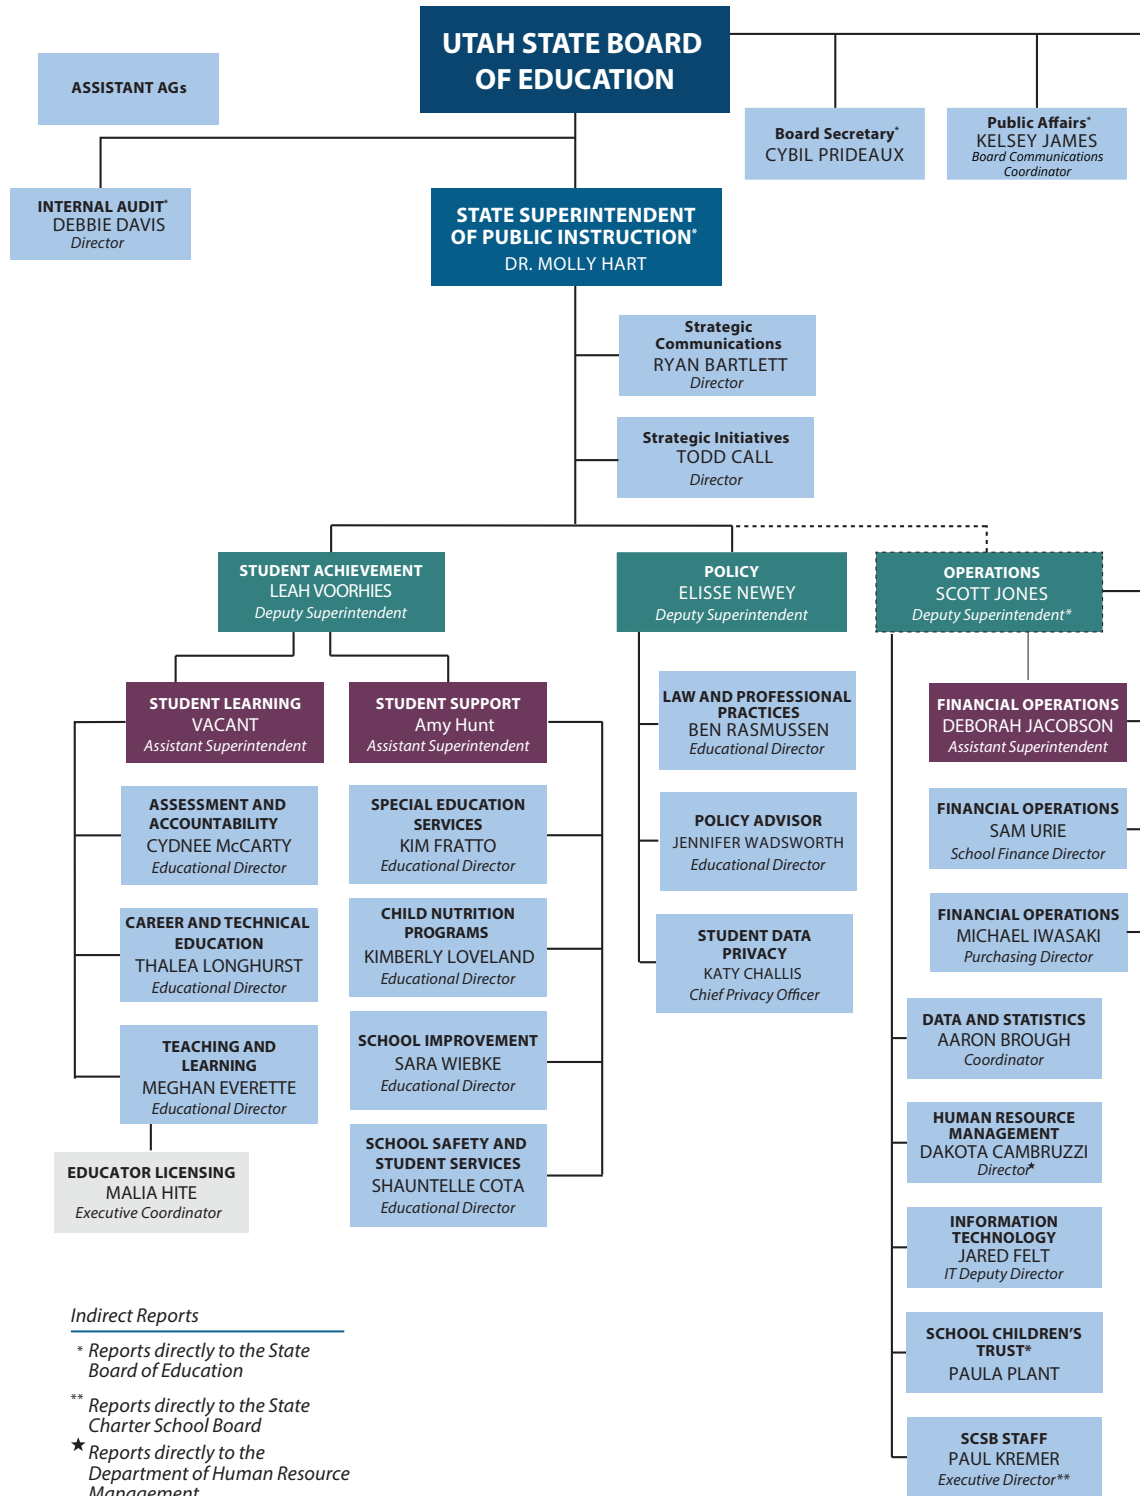 UTAH STATE BOARD
OF EDUCATION
ASSISTANT AGs
Board Secretary*
CYBIL PRIDEAUX
Public Affairs*
KELSEY JAMES
Board Communications
Coordinator
INTERNAL AUDIT*
DEBBIE DAVIS
Director
STATE SUPERINTENDENT
OF PUBLIC INSTRUCTION*
DR. MOLLY HART
Strategic
Communications
RYAN BARTLETT
Director
Strategic Initiatives
TODD CALL
Director
STUDENT ACHIEVEMENT
LEAH VOORHIES
Deputy Superintendent
POLICY
ELISSE NEWEY
Deputy Superintendent
OPERATIONS
SCOTT JONES
Deputy Superintendent*
STUDENT LEARNING
VACANT
Assistant Superintendent
STUDENT SUPPORT
Amy Hunt
Assistant Superintendent
LAW AND PROFESSIONAL
PRACTICES
BEN RASMUSSEN
Educational Director
FINANCIAL OPERATIONS
DEBORAH JACOBSON
Assistant Superintendent
ASSESSMENT AND
ACCOUNTABILITY
CYDNEE McCARTY
Educational Director
SPECIAL EDUCATION
SERVICES
KIM FRATTO
Educational Director
POLICY ADVISOR
JENNIFER WADSWORTH
Educational Director
FINANCIAL OPERATIONS
SAM URIE
School Finance Director
CAREER AND TECHNICAL
EDUCATION
THALEA LONGHURST
Educational Director
CHILD NUTRITION
PROGRAMS
KIMBERLY LOVELAND
Educational Director
STUDENT DATA
PRIVACY
KATY CHALLIS
Chief Privacy Officer
FINANCIAL OPERATIONS
MICHAEL IWASAKI
Purchasing Director
TEACHING AND
LEARNING
MEGHAN EVERETTE
Educational Director
SCHOOL IMPROVEMENT
SARA WIEBKE
Educational Director
DATA AND STATISTICS
AARON BROUGH
Coordinator
EDUCATOR LICENSING
MALIA HITE
Executive Coordinator
SCHOOL SAFETY AND
STUDENT SERVICES
SHAUNTELLE COTA
Educational Director
HUMAN RESOURCE
MANAGEMENT
DAKOTA CAMBRUZZI
Director★
INFORMATION
TECHNOLOGY
JARED FELT
IT Deputy Director
SCHOOL CHILDREN'S
TRUST*
PAULA PLANT
SCSB STAFF
PAUL KREMER
Executive Director**
Indirect Reports
* Reports directly to the State
Board of Education
** Reports directly to the State
Charter School Board
★ Reports directly to the
Department of Human Resource
Management